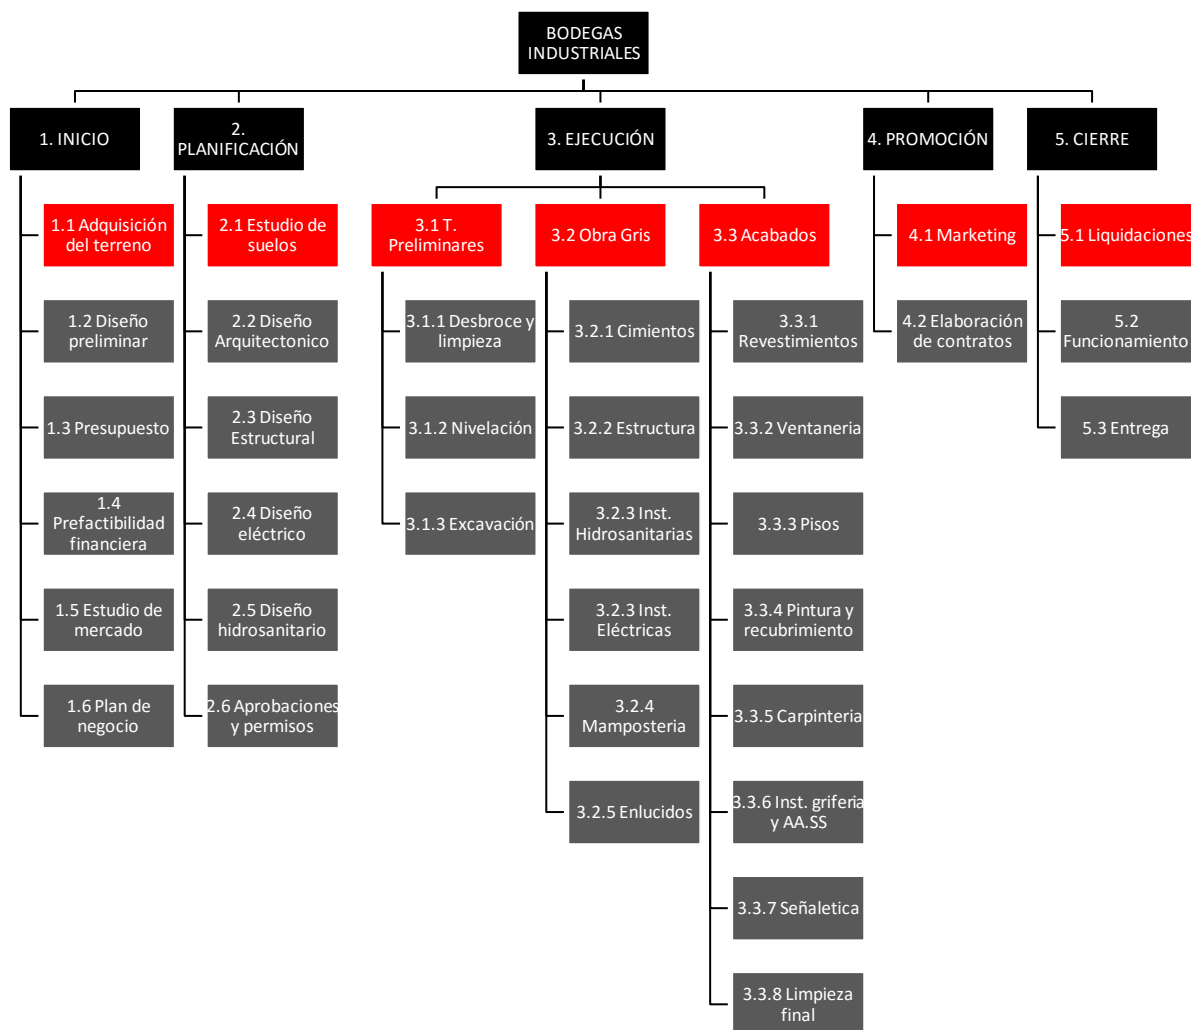 BODEGAS
INDUSTRIALES
1. INICIO
2.
PLANIFICACIÓN
3. EJECUCIÓN
4. PROMOCIÓN
5. CIERRE
1.1 Adquisición
del terreno
1.2 Diseño
preliminar
1.3 Presupuesto
1.4
Prefactibilidad
financiera
1.5 Estudio de
mercado
1.6 Plan de
negocio
2.1 Estudio de
suelos
2.2 Diseño
Arquitectonico
2.3 Diseño
Estructural
2.4 Diseño
eléctrico
2.5 Diseño
hidrosanitario
2.6 Aprobaciones
y permisos
3.1 T.
Preliminares
3.1.1 Desbroce y
limpieza
3.1.2 Nivelación
3.1.3 Excavación
3.2 Obra Gris
3.2.1 Cimientos
3.2.2 Estructura
3.2.3 Inst.
Hidrosanitarias
3.2.3 Inst.
Eléctricas
3.2.4
Mamposteria
3.2.5 Enlucidos
3.3 Acabados
3.3.1
Revestimientos
3.3.2 Ventaneria
3.3.3 Pisos
3.3.4 Pintura y
recubrimiento
3.3.5 Carpinteria
3.3.6 Inst. griferia
y AA.SS
3.3.7 Señaletica
3.3.8 Limpieza
final
4.1 Marketing
4.2 Elaboración
de contratos
5.1 Liquidaciones
5.2
Funcionamiento
5.3 Entrega